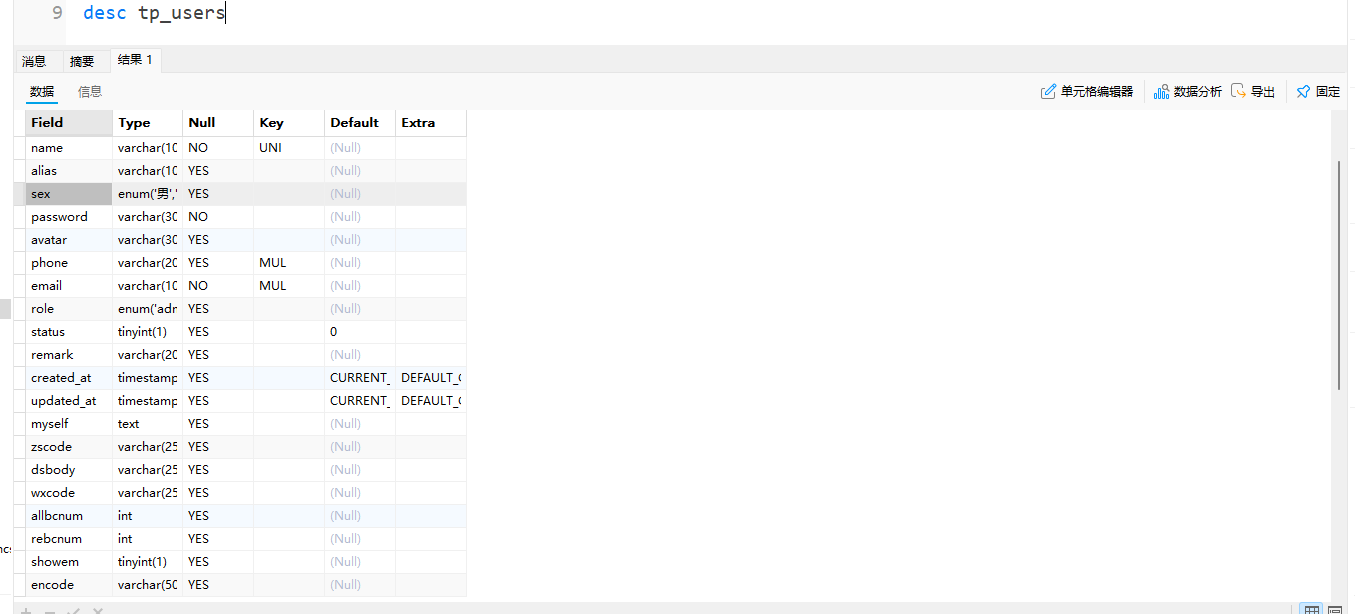 9 desc tp_users
消息 摘要 结果 1
数据 信息 单元格编辑器 数据分析 导出 固定
Field Type Null Key Default Extra
name varchar(10 NO UNI (Null)
alias varchar(10 YES (Null)
sex enum('男',' YES (Null)
password varchar(30 NO (Null)
avatar varchar(30 YES (Null)
phone varchar(20 YES MUL (Null)
email varchar(10 NO MUL (Null)
role enum('adr YES (Null)
status tinyint(1) YES 0
remark varchar(20 YES (Null)
created_at timestamp YES CURRENT_ DEFAULT_
updated_at timestamp YES CURRENT_ DEFAULT_
myself text YES (Null)
zscode varchar(25 YES (Null)
dsbody varchar(25 YES (Null)
wxcode varchar(25 YES (Null)
allbcnum int YES (Null)
rebcnum int YES (Null)
showem tinyint(1) YES (Null)
encode varchar(50 YES (Null)